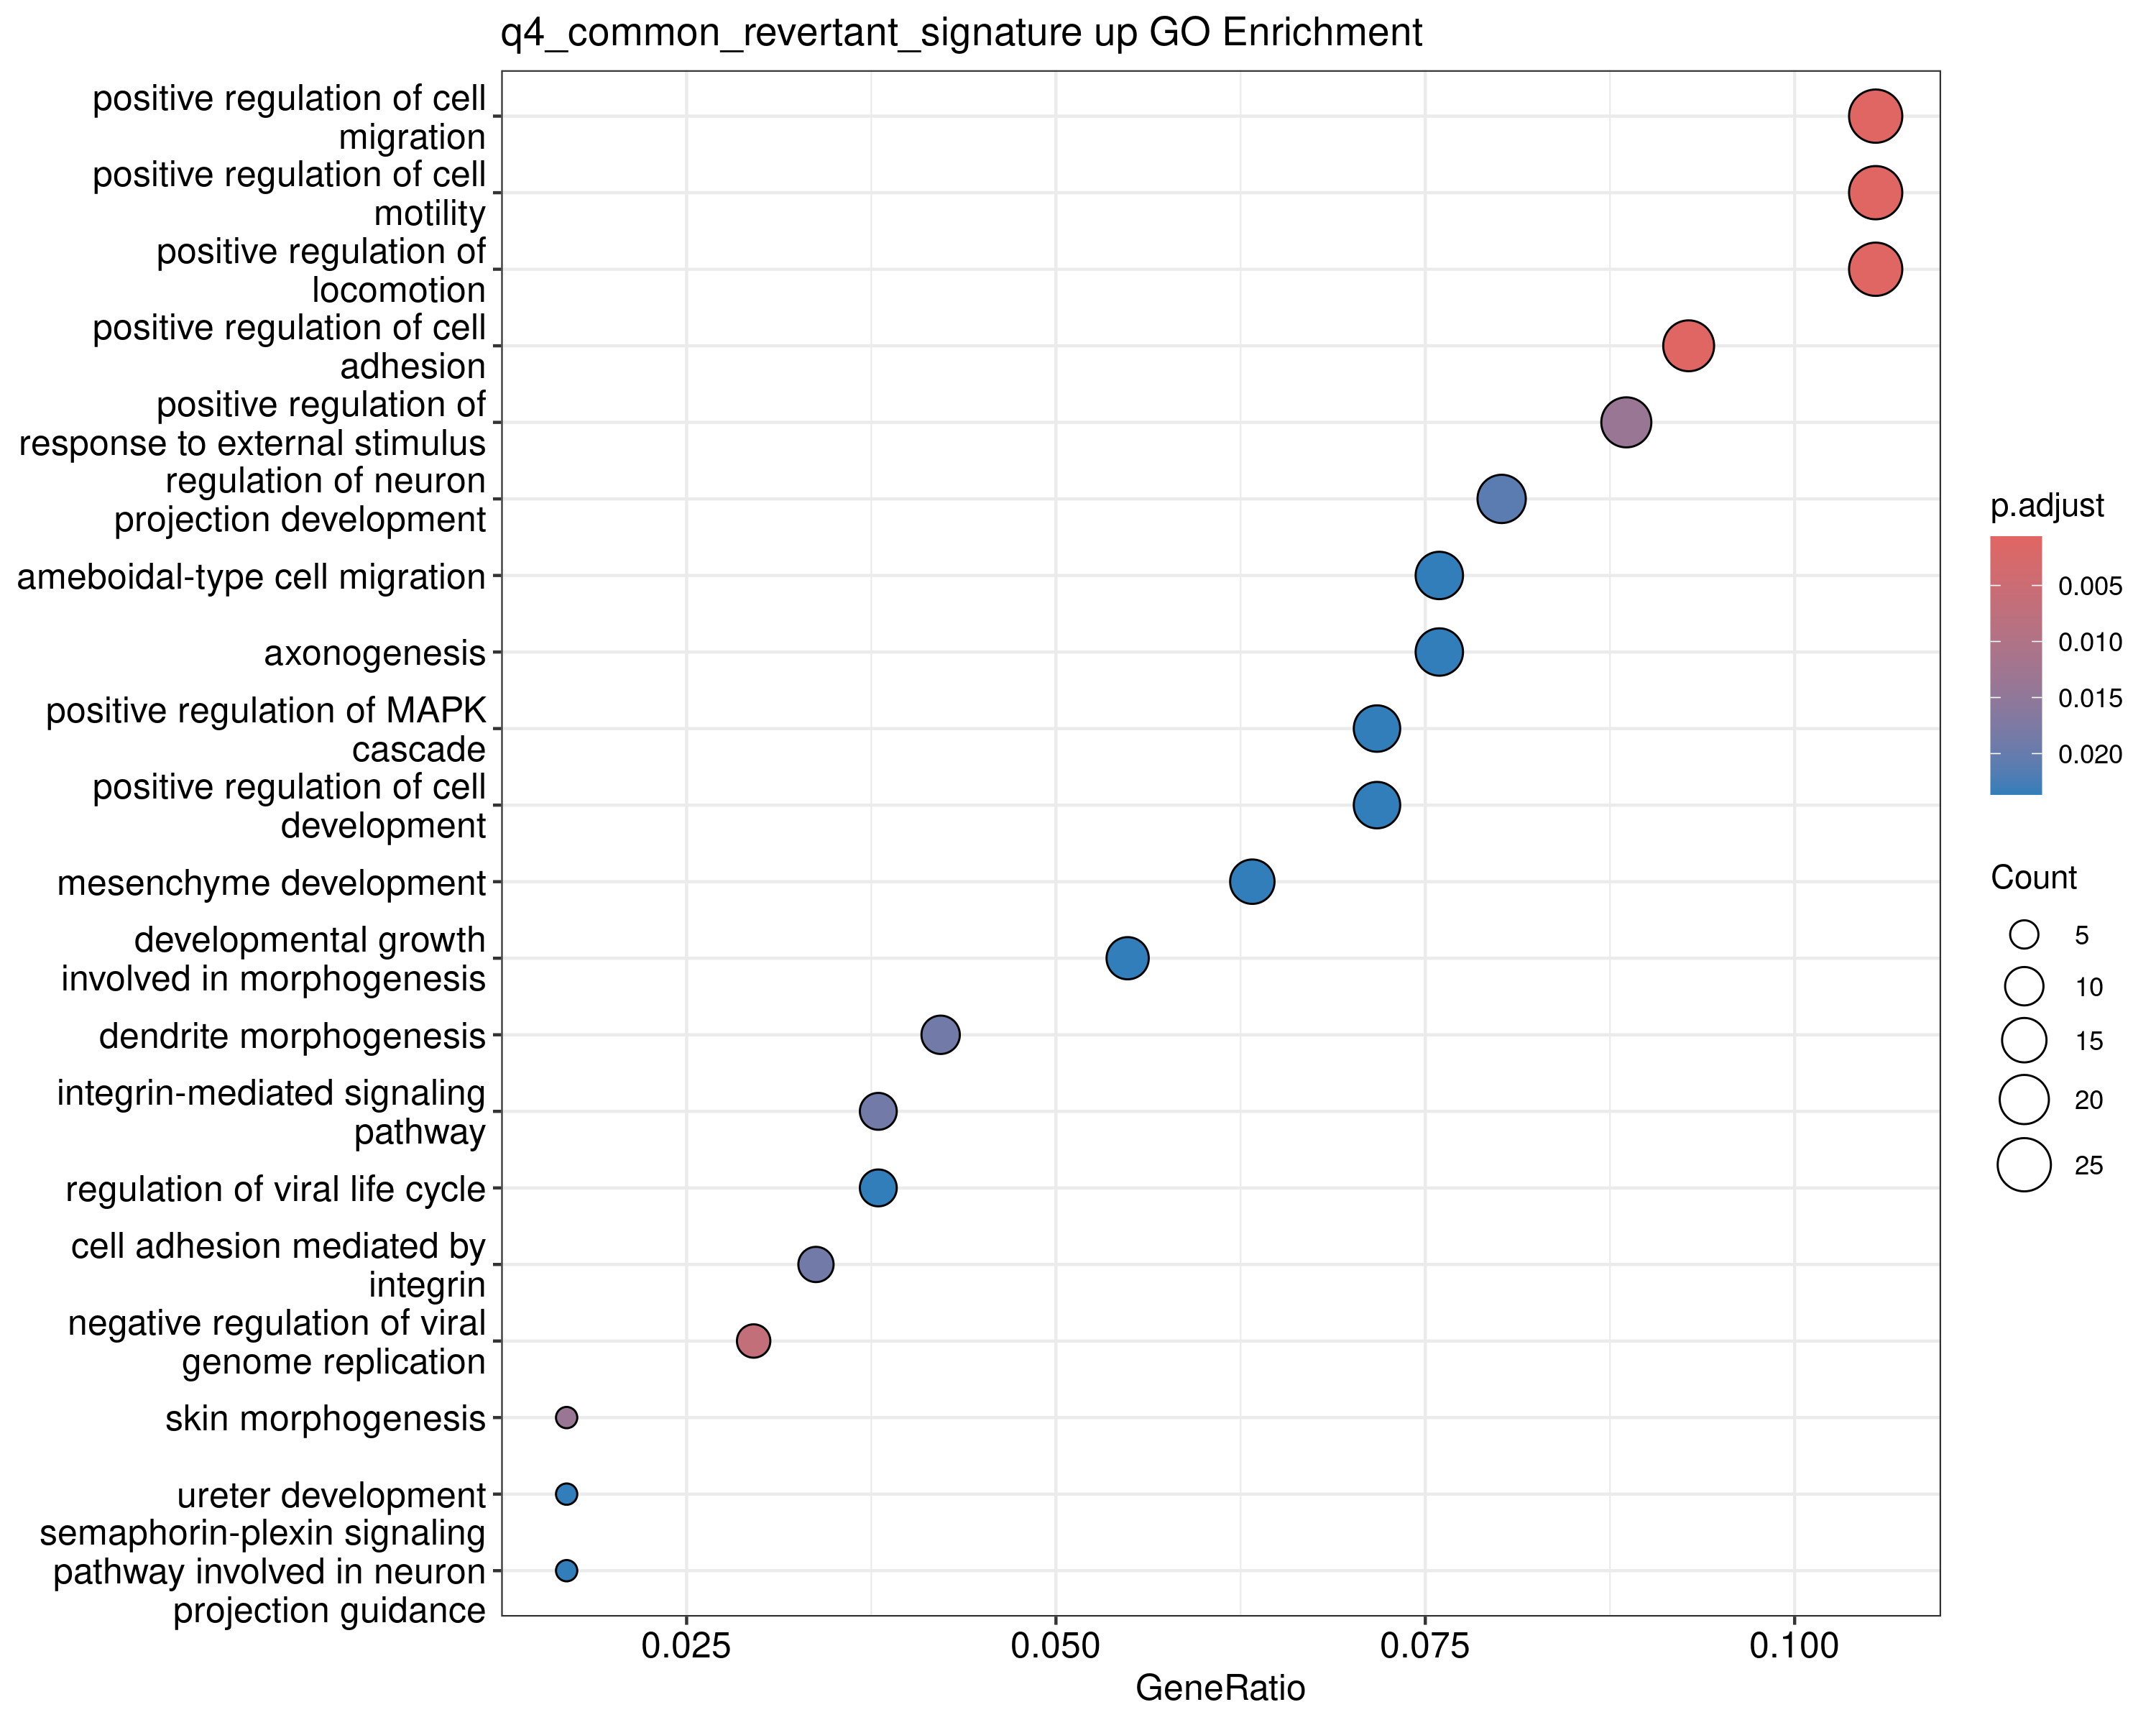 q4_common_revertant_signature up GO Enrichment
positive regulation of cell
migration
positive regulation of cell
motility
positive regulation of
locomotion
positive regulation of cell
adhesion
positive regulation of
response to external stimulus
regulation of neuron
projection development
ameboidal-type cell migration
axonogenesis
positive regulation of MAPK
cascade
positive regulation of cell
development
mesenchyme development
developmental growth
involved in morphogenesis
dendrite morphogenesis
integrin-mediated signaling
pathway
regulation of viral life cycle
cell adhesion mediated by
integrin
negative regulation of viral
genome replication
skin morphogenesis
ureter development
semaphorin-plexin signaling
pathway involved in neuron
projection guidance
0.025
0.050
0.075
0.100
GeneRatio
p.adjust
0.005
0.010
0.015
0.020
Count
5
10
15
20
25